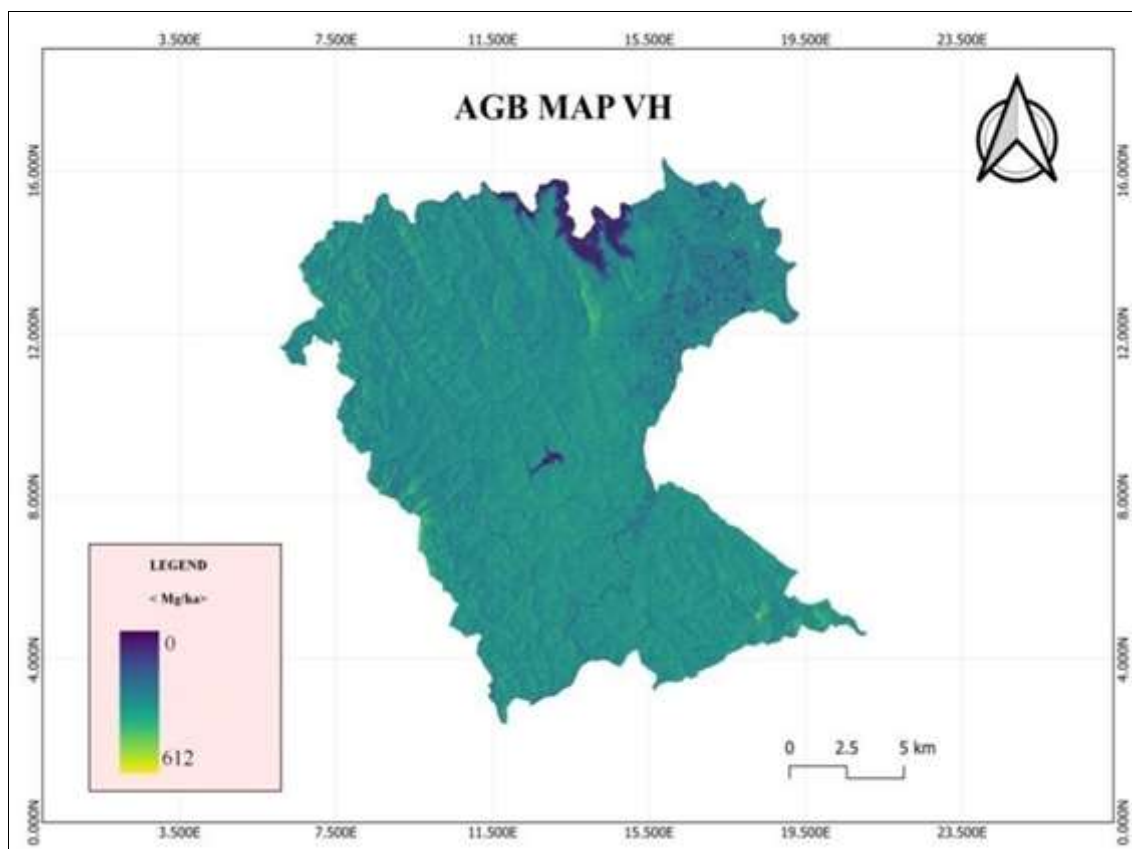 3.500E 7.500E 11.500E 15.500E 19.500E 23.500E
AGB MAP VH
16.000N 16.000N
12.000N 12.000N
8.000N 8.000N
LEGEND
< Mg/ha>
0
612
4.000N 4.000N
0 2.5 5 km
0.000N 0.000N
3.500E 7.500E 11.500E 15.500E 19.500E 23.500E